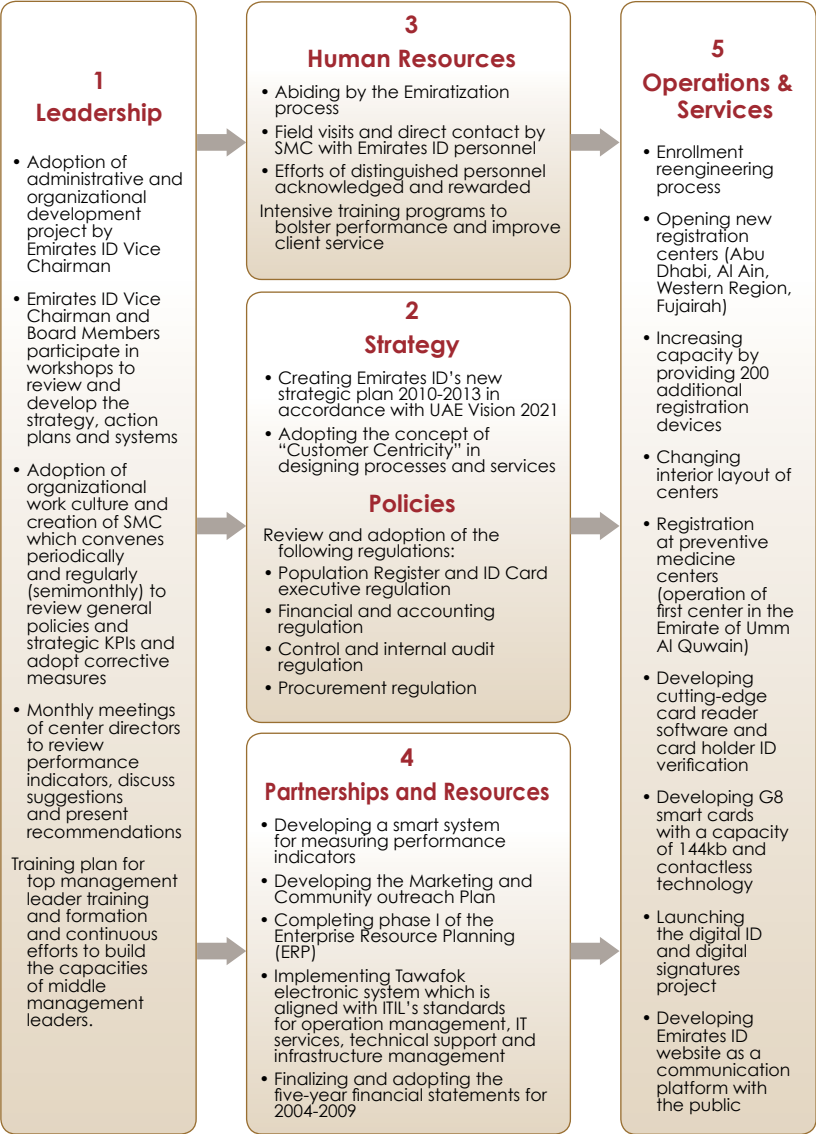 1
Leadership
• Adoption of
administrative and
organizational
development
project by
Emirates ID Vice
Chairman
• Emirates ID Vice
Chairman and
Board Members
participate in
workshops to
review and
develop the
strategy, action
plans and systems
• Adoption of
organizational
work culture and
creation of SMC
which convenes
periodically
and regularly
(semimonthly) to
review general
policies and
strategic KPIs and
adopt corrective
measures
• Monthly meetings
of center directors
to review
performance
indicators, discuss
suggestions
and present
recommendations
Training plan for
top management
leader training
and formation
and continuous
efforts to build
the capacities
of middle
management
leaders.
3
Human Resources
• Abiding by the Emiratization
process
• Field visits and direct contact by
SMC with Emirates ID personnel
• Efforts of distinguished personnel
acknowledged and rewarded
Intensive training programs to
bolster performance and improve
client service
2
Strategy
• Creating Emirates ID's new
strategic plan 2010-2013 in
accordance with UAE Vision 2021
• Adopting the concept of
“Customer Centricity” in
designing processes and services
Policies
Review and adoption of the
following regulations:
• Population Register and ID Card
executive regulation
• Financial and accounting
regulation
• Control and internal audit
regulation
• Procurement regulation
4
Partnerships and Resources
• Developing a smart system
for measuring performance
indicators
• Developing the Marketing and
Community outreach Plan
• Completing phase I of the
Enterprise Resource Planning
(ERP)
• Implementing Tawafok
electronic system which is
aligned with ITIL's standards
for operation management, IT
services, technical support and
infrastructure management
• Finalizing and adopting the
five-year financial statements for
2004-2009
5
Operations &
Services
• Enrollment
reengineering
process
• Opening new
registration
centers (Abu
Dhabi, Al Ain,
Western Region,
Fujairah)
• Increasing
capacity by
providing 200
additional
registration
devices
• Changing
interior layout of
centers
• Registration
at preventive
medicine
centers
(operation of
first center in the
Emirate of Umm
Al Quwain)
• Developing
cutting-edge
card reader
software and
card holder ID
verification
• Developing G8
smart cards
with a capacity
of 144kb and
contactless
technology
• Launching
the digital ID
and digital
signatures
project
• Developing
Emirates ID
website as a
communication
platform with
the public